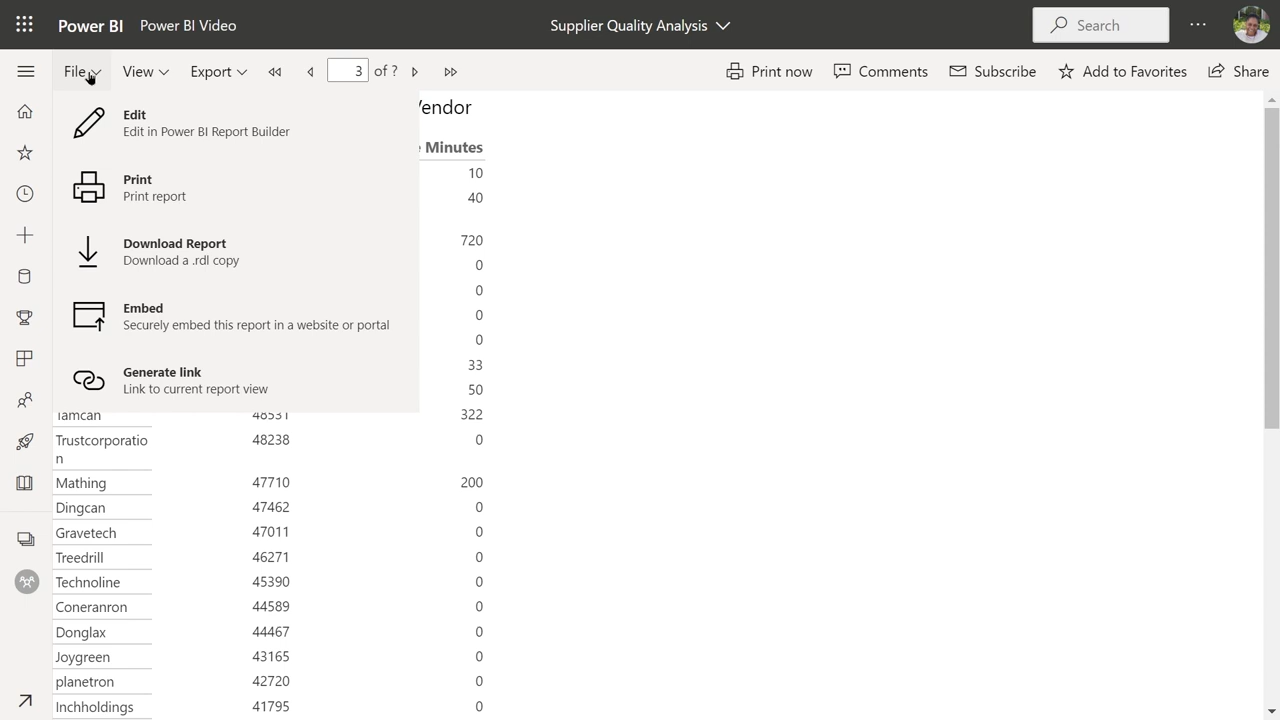 Power BI Power BI Video Supplier Quality Analysis Search
File View Export 3 of ? Print now Comments Subscribe Add to Favorites Share
Edit
Edit in Power BI Report Builder
Print
Print report
Download Report
Download a .rdl copy
Embed
Securely embed this report in a website or portal
Generate link
Link to current report view
Vendor
Minutes
10
40
720
0
0
0
0
33
50
Tamcan 48531 322
Trustcorporatio 48238 0
n
Mathing 47710 200
Dingcan 47462 0
Gravetech 47011 0
Treedrill 46271 0
Technoline 45390 0
Coneranron 44589 0
Donglax 44467 0
Joygreen 43165 0
planetron 42720 0
Inchholdings 41795 0